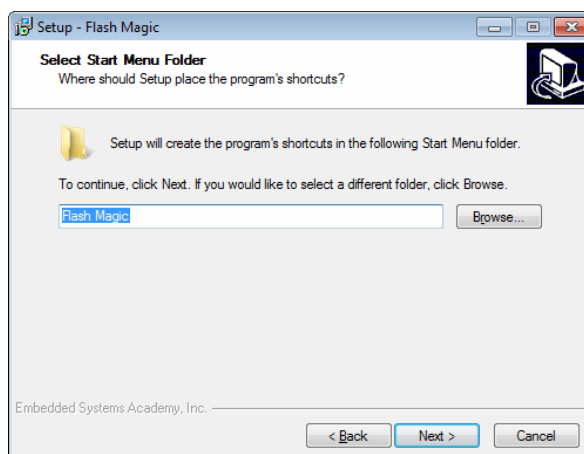 Setup - Flash Magic
Select Start Menu Folder
Where should Setup place the program's shortcuts?
Setup will create the program's shortcuts in the following Start Menu folder.
To continue, click Next. If you would like to select a different folder, click Browse.
Flash Magic
Browse...
Embedded Systems Academy, Inc.
< Back
Next >
Cancel